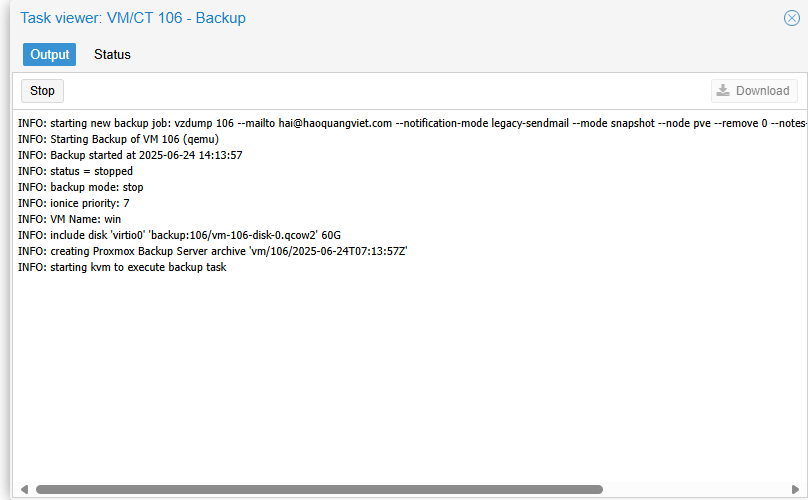 Task viewer: VM/CT 106 - Backup
Output Status
Stop Download
INFO: starting new backup job: vzdump 106 --mailto hai@haoquangviet.com --notification-mode legacy-sendmail --mode snapshot --node pve --remove 0 --notes-
INFO: Starting Backup of VM 106 (qemu)
INFO: Backup started at 2025-06-24 14:13:57
INFO: status = stopped
INFO: backup mode: stop
INFO: ionice priority: 7
INFO: VM Name: win
INFO: include disk 'virtio0' 'backup:106/vm-106-disk-0.qcow2' 60G
INFO: creating Proxmox Backup Server archive 'vm/106/2025-06-24T07:13:57Z'
INFO: starting kvm to execute backup task